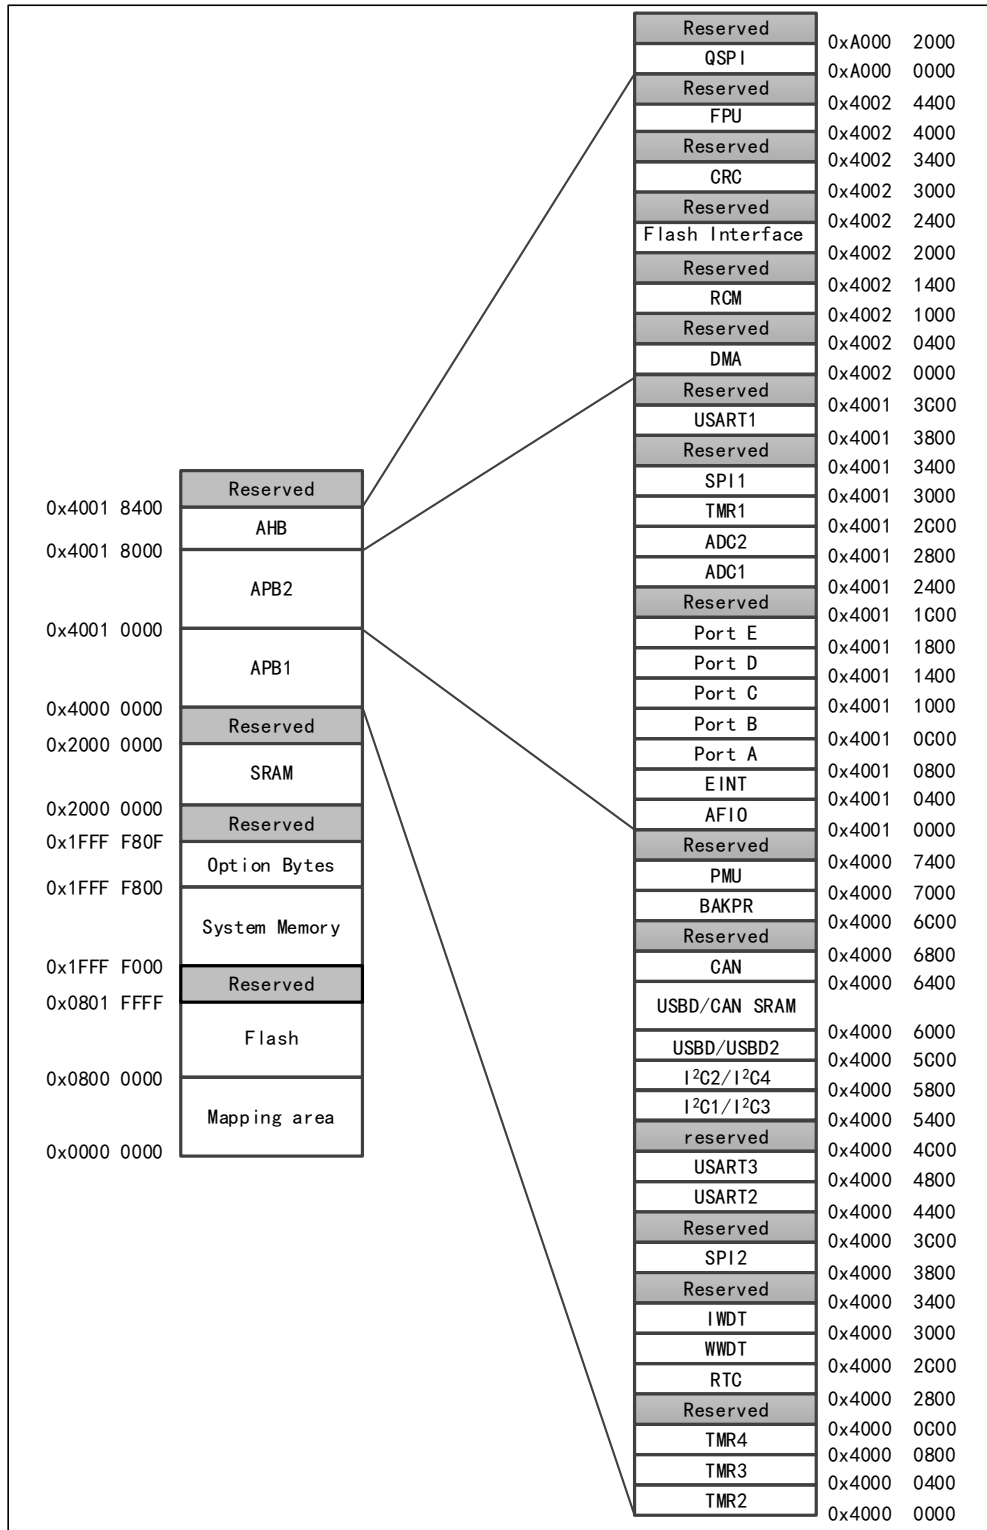 Reserved
0xA000 2000
QSPI
0xA000 0000
Reserved
0x4002 4400
FPU
0x4002 4000
Reserved
0x4002 3400
CRC
0x4002 3000
Reserved
0x4002 2400
Flash Interface
0x4002 2000
Reserved
0x4002 1400
RCM
0x4002 1000
Reserved
0x4002 0400
DMA
0x4002 0000
Reserved
0x4001 3C00
USART1
0x4001 3800
Reserved
0x4001 3400
SPI1
0x4001 3000
TMR1
0x4001 2C00
ADC2
0x4001 2800
ADC1
0x4001 2400
Reserved
0x4001 1C00
Port E
0x4001 1800
Port D
0x4001 1400
Port C
0x4001 1000
Port B
0x4001 0C00
Port A
0x4001 0800
EINT
0x4001 0400
AFIO
0x4001 0000
Reserved
0x4000 7400
PMU
0x4000 7000
BAKPR
0x4000 6C00
Reserved
0x4000 6800
CAN
0x4000 6400
USBD/CAN SRAM
0x4000 6000
USBD/USBD2
0x4000 5C00
I²C2/I²C4
0x4000 5800
I²C1/I²C3
0x4000 5400
reserved
0x4000 4C00
USART3
0x4000 4800
USART2
0x4000 4400
Reserved
0x4000 3C00
SPI2
0x4000 3800
Reserved
0x4000 3400
IWDT
0x4000 3000
WWDT
0x4000 2C00
RTC
0x4000 2800
Reserved
0x4000 0C00
TMR4
0x4000 0800
TMR3
0x4000 0400
TMR2
0x4000 0000
Reserved
0x4001 8400
AHB
0x4001 8000
APB2
0x4001 0000
APB1
0x4000 0000
Reserved
0x2000 0000
SRAM
0x2000 0000
Reserved
0x1FFF F80F
Option Bytes
0x1FFF F800
System Memory
0x1FFF F000
Reserved
0x0801 FFFF
Flash
0x0800 0000
Mapping area
0x0000 0000